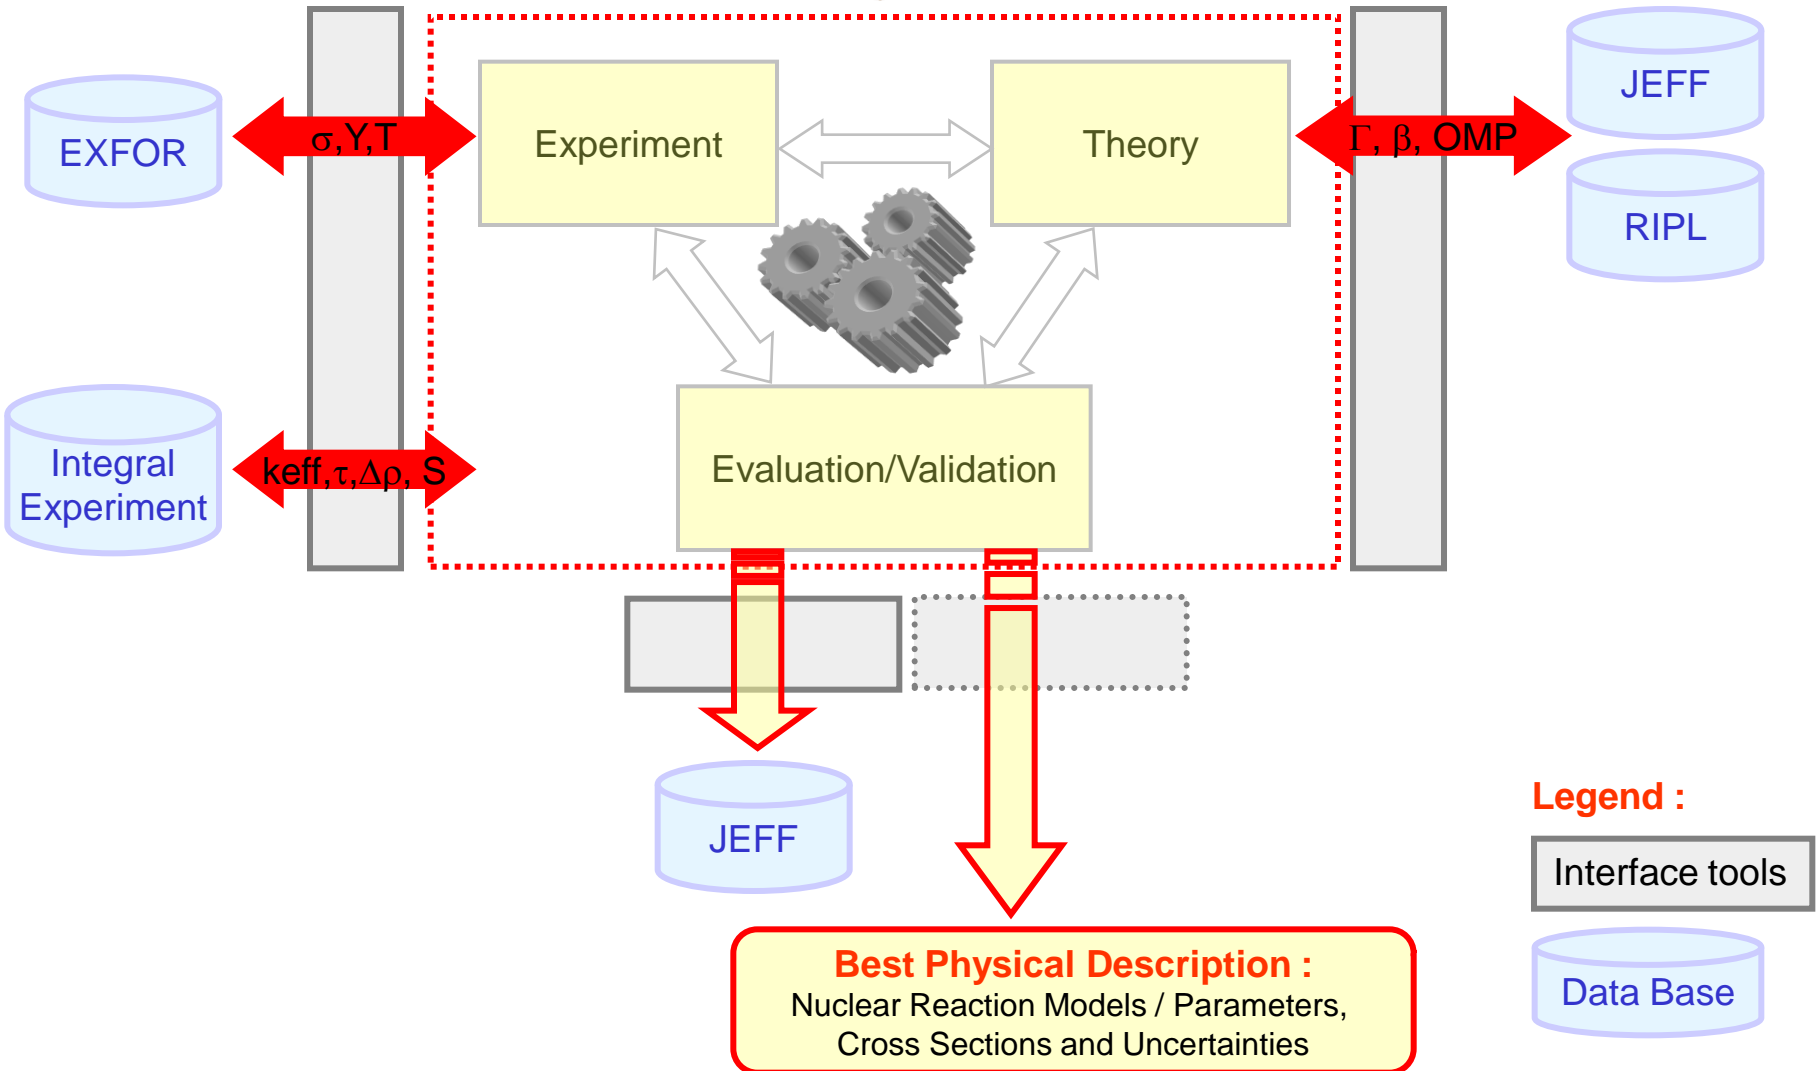 JEFF
EXFOR
σ,Y,T
Experiment
Theory
Γ, β, OMP
RIPL
Integral
Experiment
keff,τ,Δρ, S
Evaluation/Validation
JEFF
Legend :
Interface tools
Data Base
Best Physical Description :
Nuclear Reaction Models / Parameters,
Cross Sections and Uncertainties